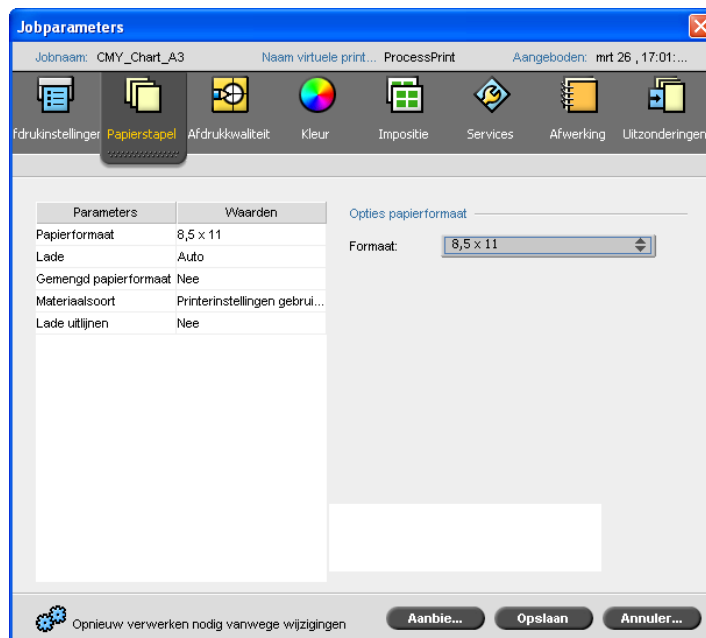 Jobparameters
Jobnaam: CMY_Chart_A3 Naam virtuele print... ProcessPrint Aangeboden: mrt 26 , 17:01:...
fdrukinstellinger Papierstapel Afdrukkwaliteit Kleur Impositie Services Afwerking Uitzonderingen
Parameters Waarden
Papierformaat 8,5 x 11
Lade Auto
Gemengd papierformaat Nee
Materiaalsoort Printerinstellingen gebrui...
Lade uitlijnen Nee
Opties papierformaat
Formaat: 8,5 x 11
Opnieuw verwerken nodig vanwege wijzigingen
Aanbie... Opslaan Annuler...